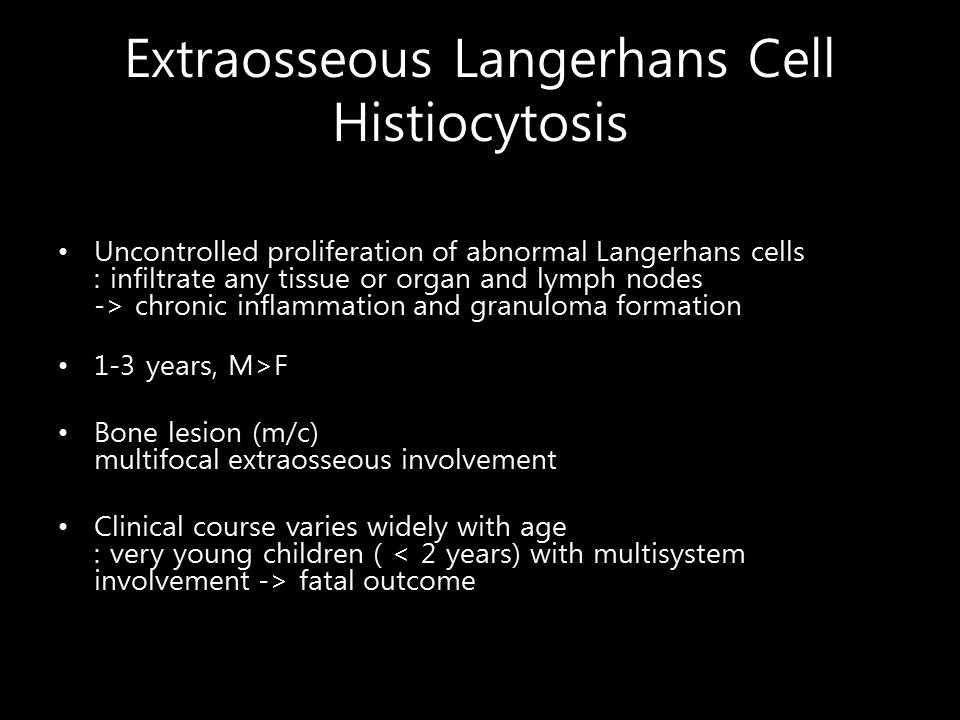 Extraosseous Langerhans Cell
Histiocytosis
• Uncontrolled proliferation of abnormal Langerhans cells
: infiltrate any tissue or organ and lymph nodes
-> chronic inflammation and granuloma formation
• 1-3 years, M>F
• Bone lesion (m/c)
multifocal extraosseous involvement
• Clinical course varies widely with age
: very young children ( < 2 years) with multisystem
involvement -> fatal outcome